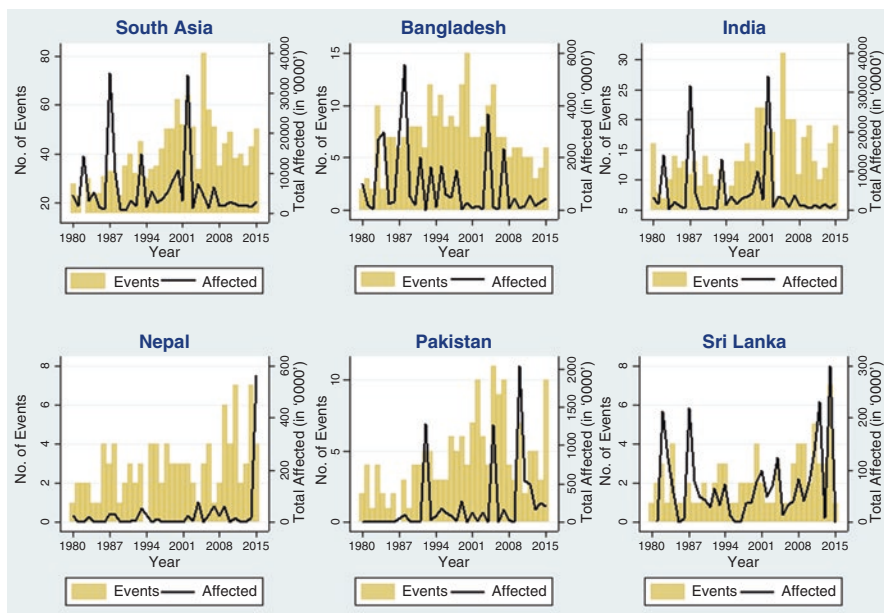 South Asia
No. of Events
80
60
40
20
Total Affected (in ‘0000’)
40000
30000
20000
10000
0
1980 1987 1994 2001 2008 2015
Year
Events Affected
Bangladesh
No. of Events
15
10
5
0
Total Affected (in ‘0000’)
6000
4000
2000
0
1980 1987 1994 2001 2008 2015
Year
Events Affected
India
No. of Events
30
25
20
15
10
5
Total Affected (in ‘0000’)
40000
30000
20000
10000
0
1980 1987 1994 2001 2008 2015
Year
Events Affected
Nepal
No. of Events
8
6
4
2
0
Total Affected (in ‘0000’)
600
400
200
0
1980 1987 1994 2001 2008 2015
Year
Events Affected
Pakistan
No. of Events
10
5
0
Total Affected (in ‘0000’)
2000
1500
1000
500
0
1980 1987 1994 2001 2008 2015
Year
Events Affected
Sri Lanka
No. of Events
8
6
4
2
0
Total Affected (in ‘0000’)
300
200
100
0
1980 1987 1994 2001 2008 2015
Year
Events Affected